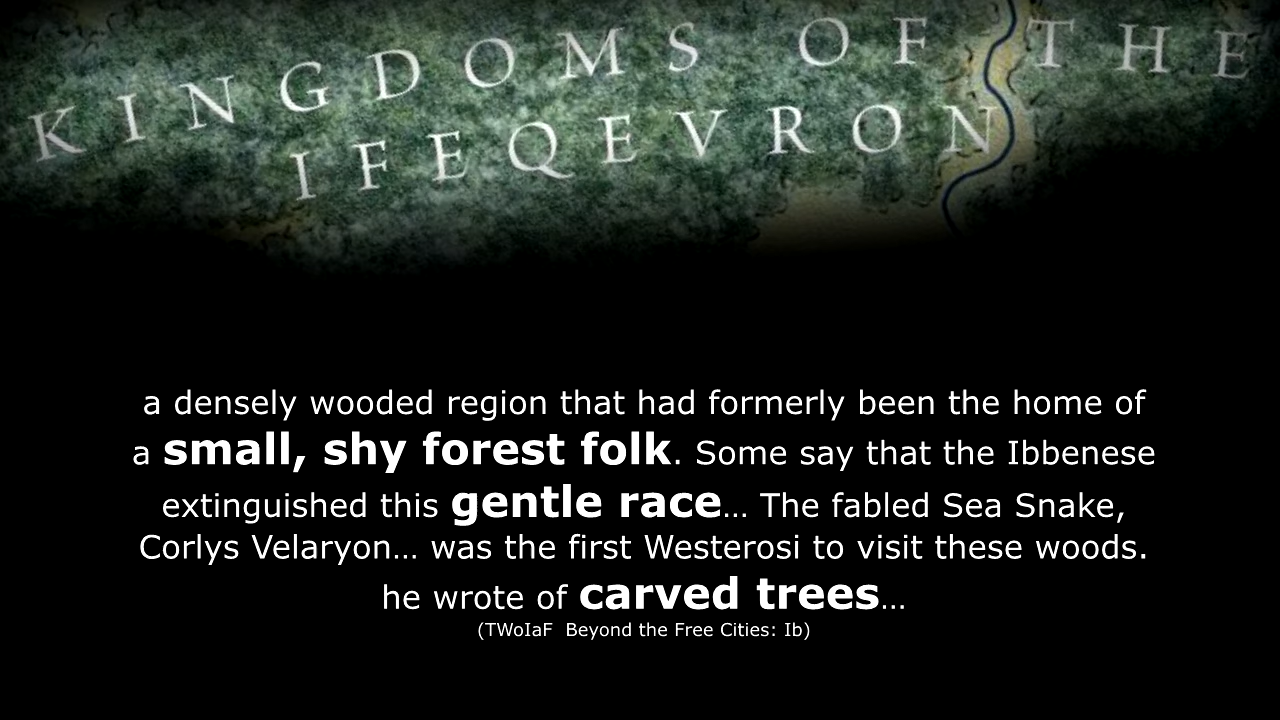 KINGDOMS OF THE
IFEQEVRON
a densely wooded region that had formerly been the home of
a small, shy forest folk. Some say that the Ibbenese
extinguished this gentle race… The fabled Sea Snake,
Corlys Velaryon… was the first Westerosi to visit these woods.
he wrote of carved trees…
(TWoIaF  Beyond the Free Cities: Ib)